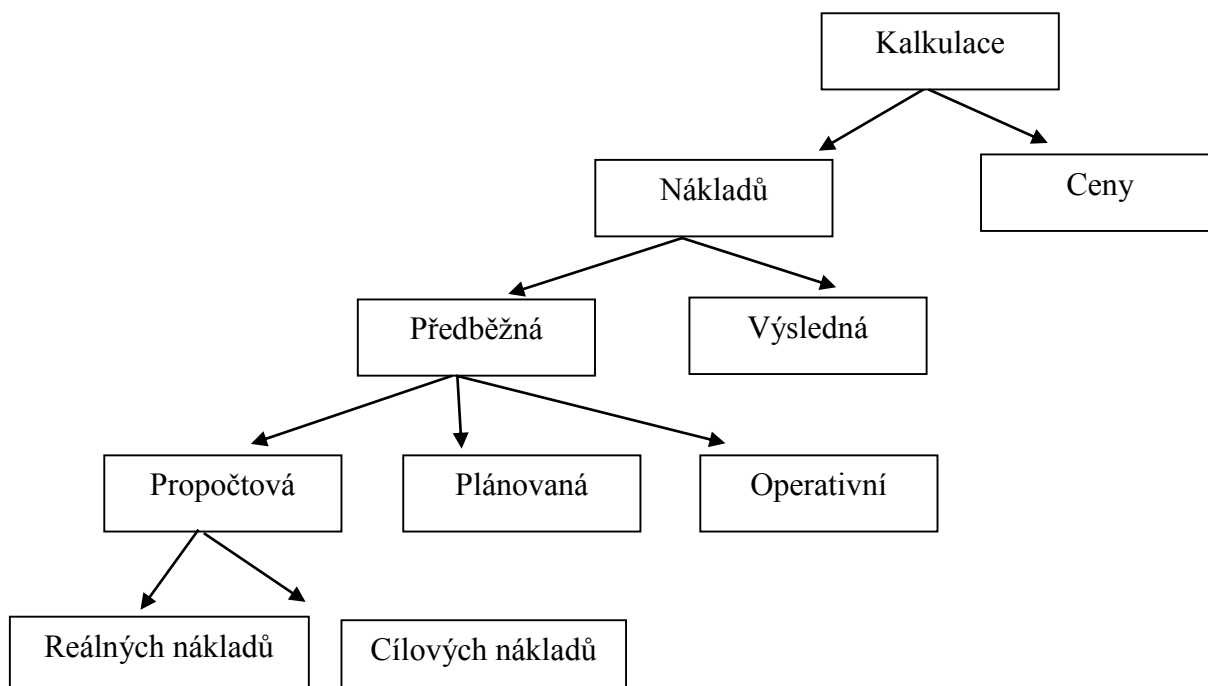 Kalkulace
Nákladů
Ceny
Předběžná
Výsledná
Propočtová
Plánovaná
Operativní
Reálných nákladů
Cílových nákladů